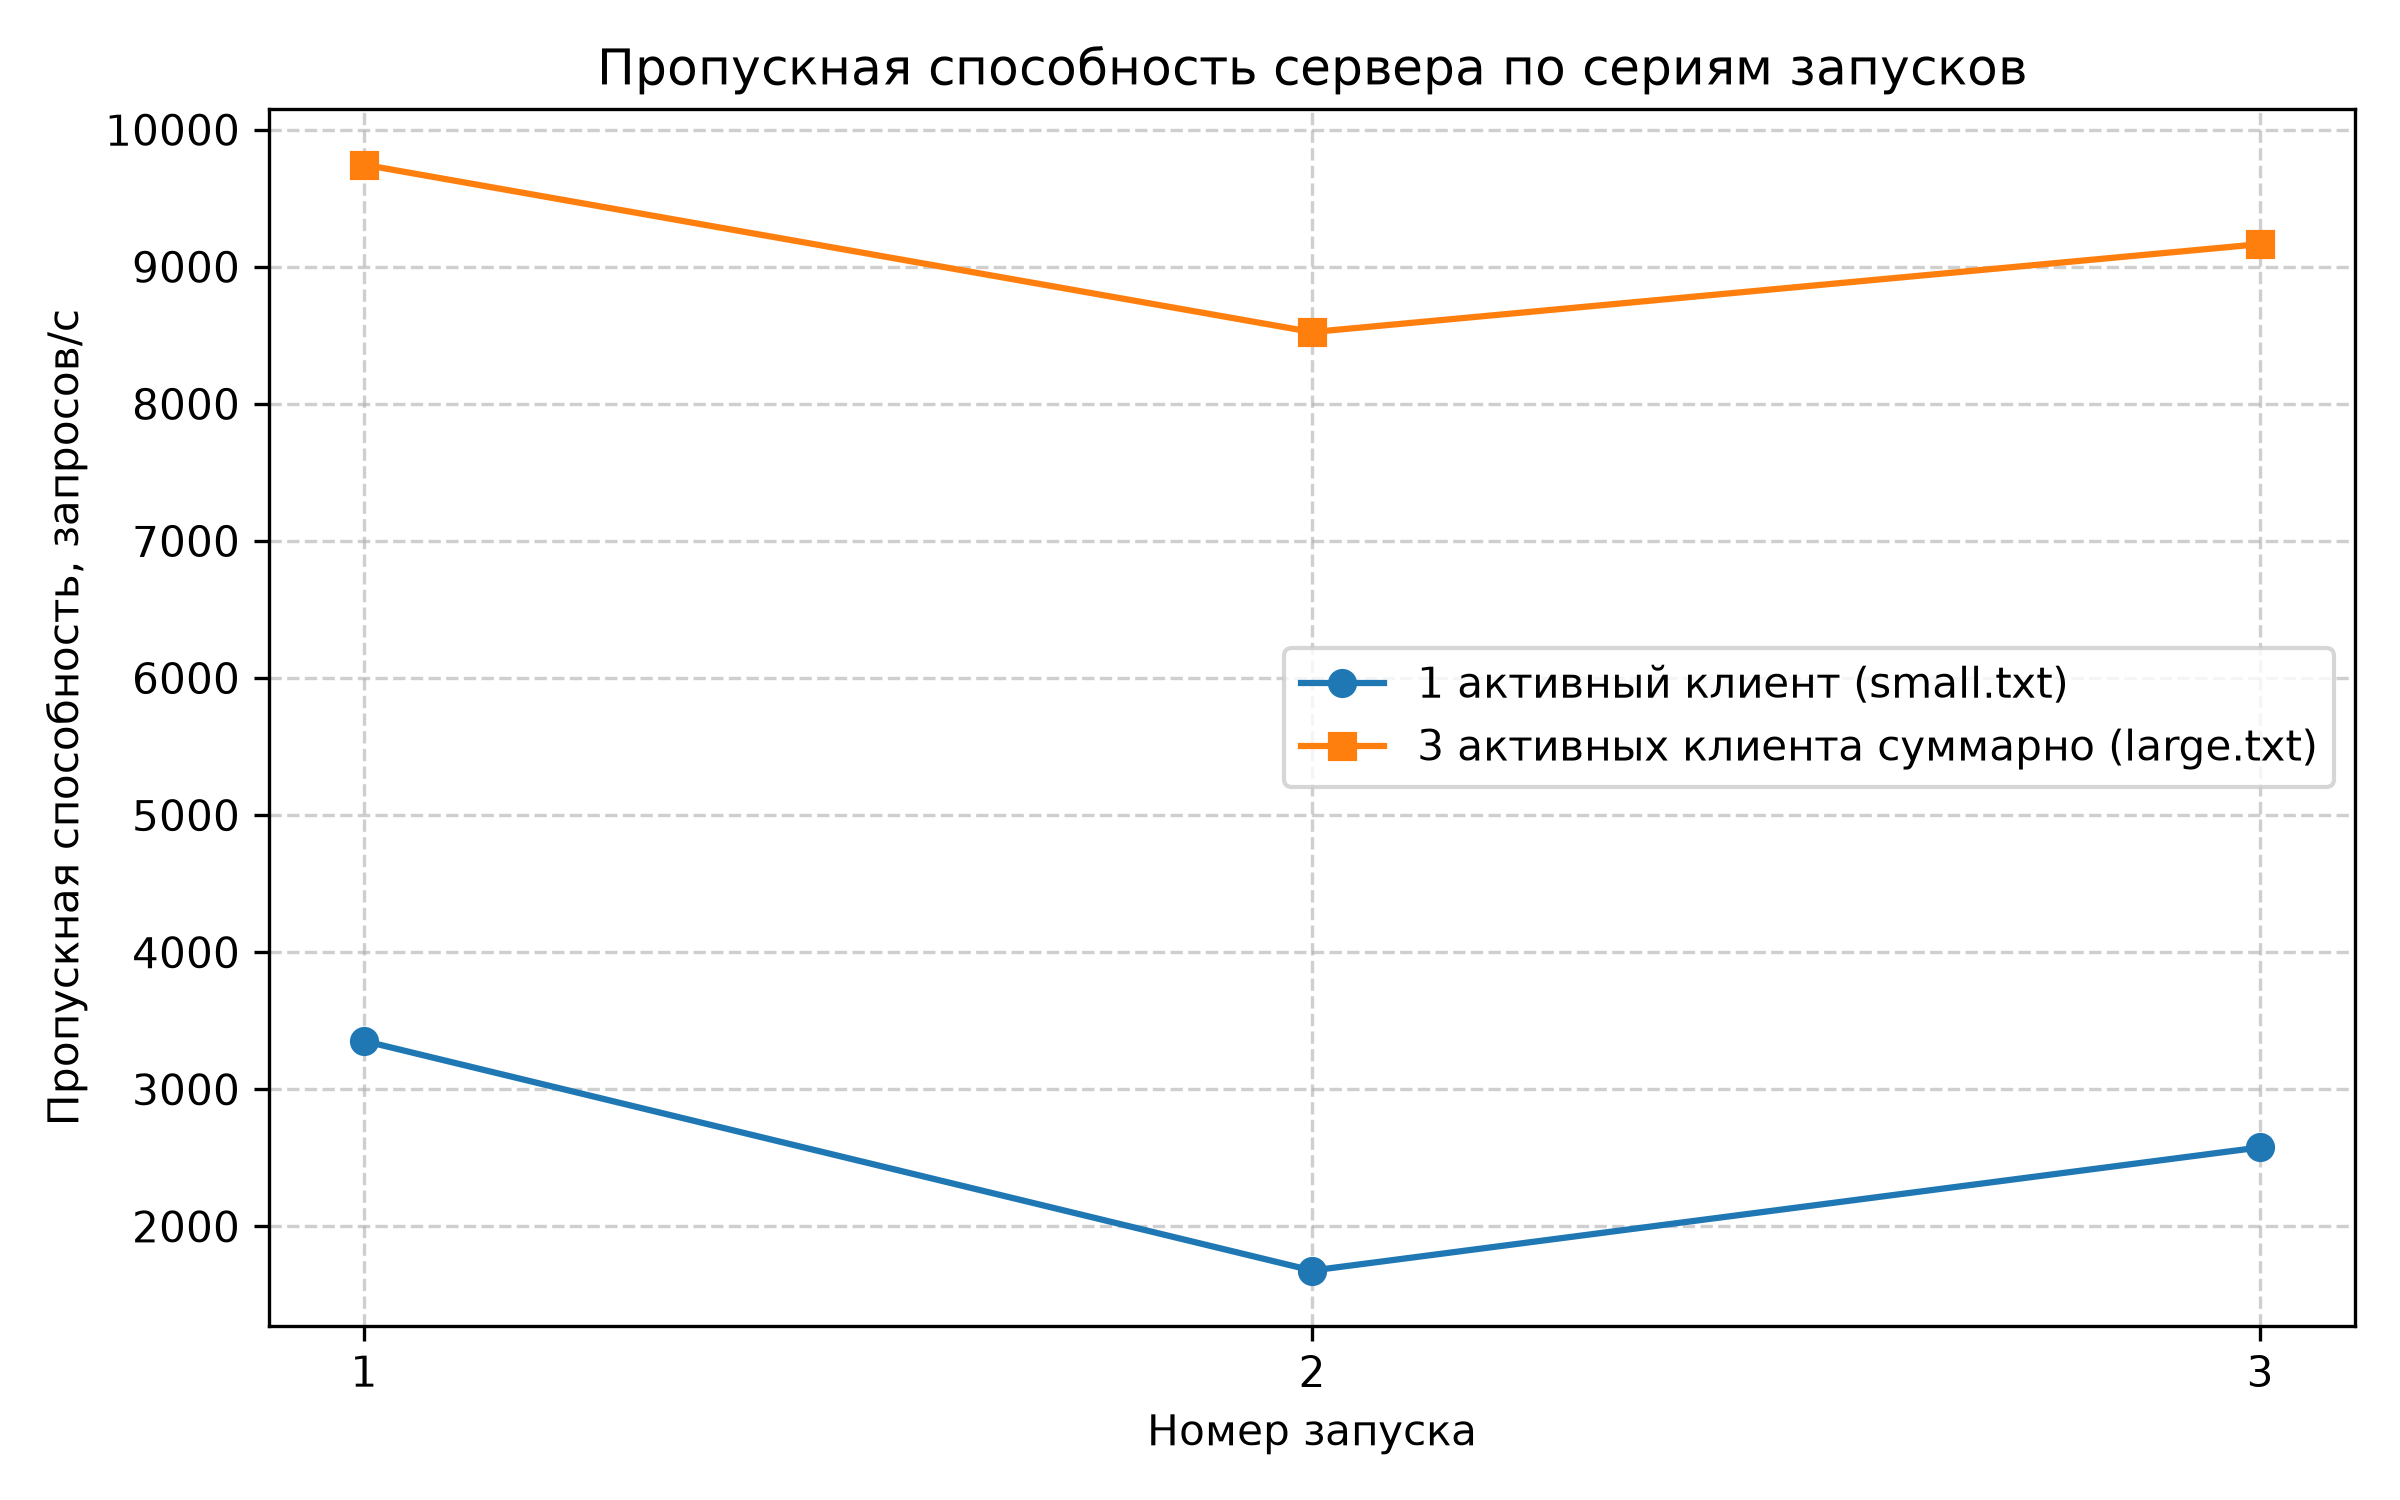 Пропускная способность сервера по сериям запусков
Пропускная способность, запросов/с
10000
9000
8000
7000
6000
5000
4000
3000
2000
1 активный клиент (small.txt)
3 активных клиента суммарно (large.txt)
1
2
3
Номер запуска